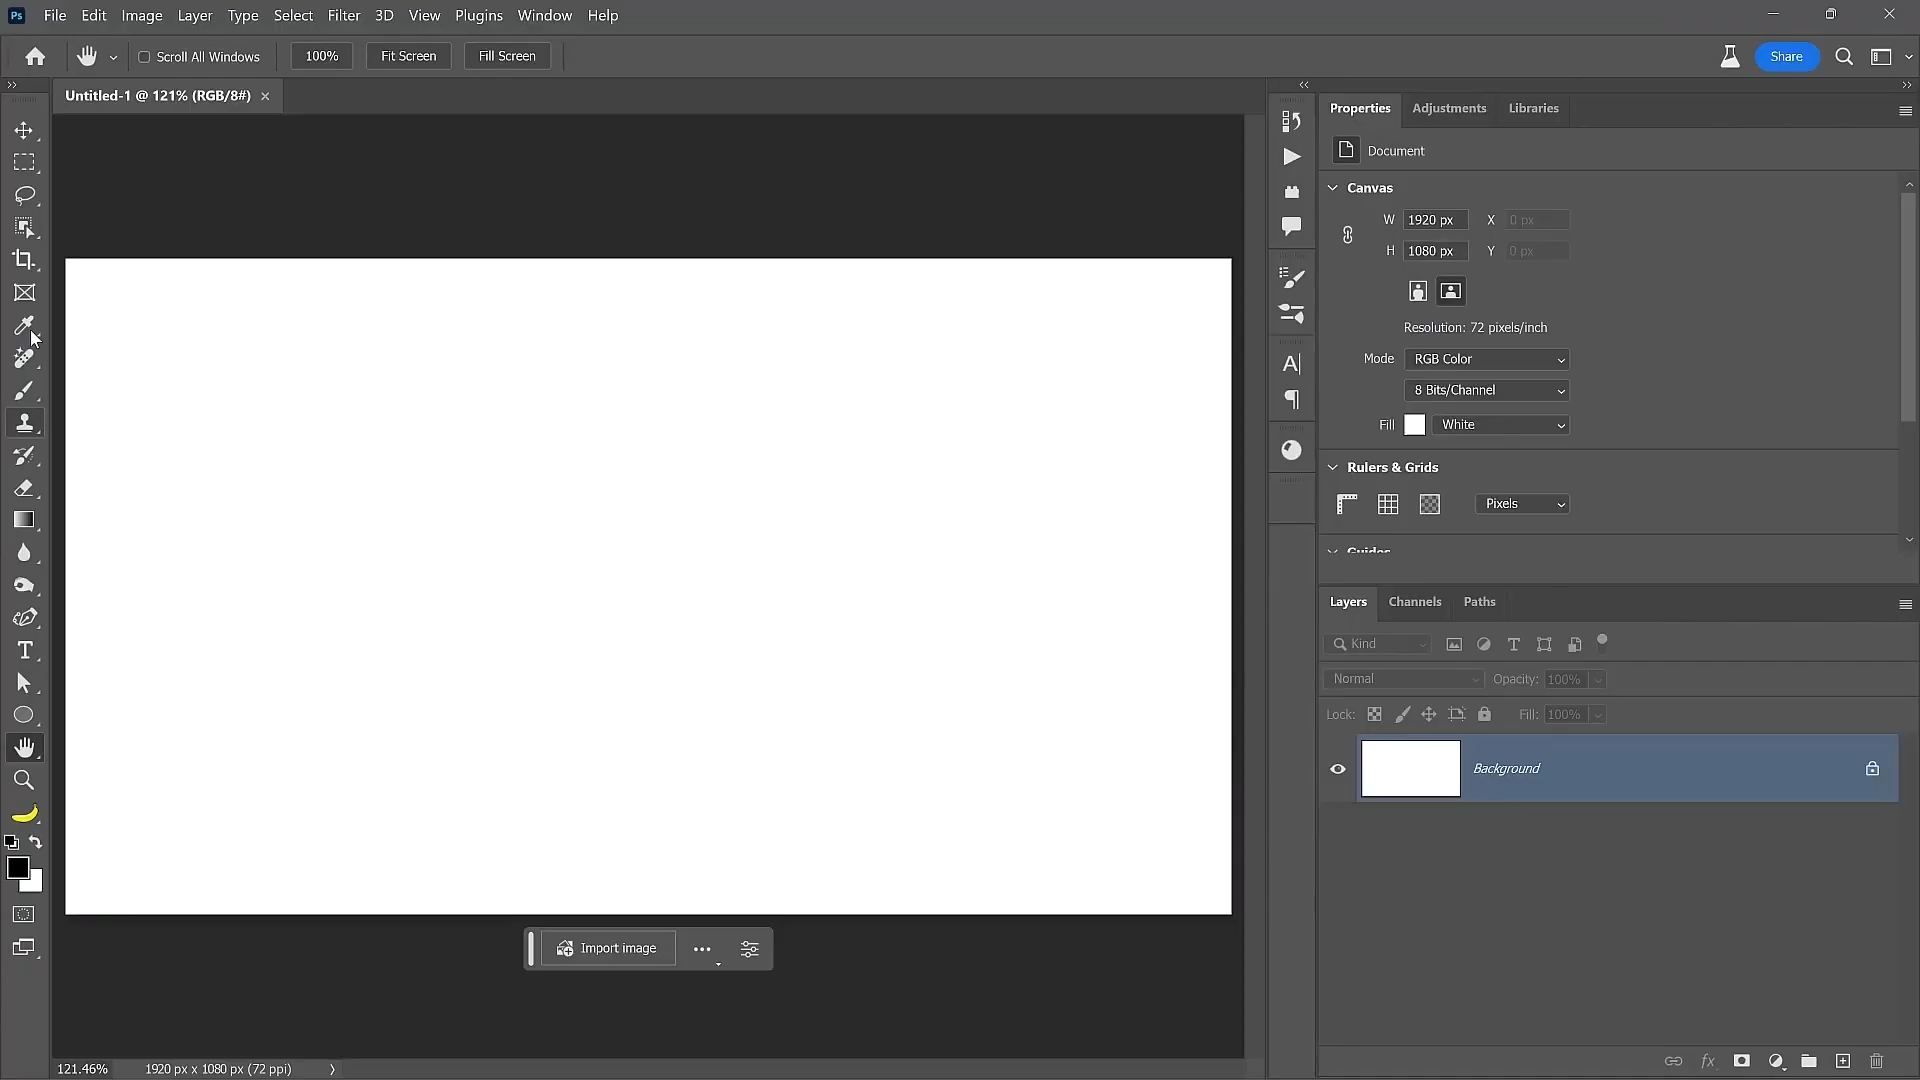 Ps File Edit Image Layer Type Select Filter 3D View Plugins Window Help
Scroll All Windows 100% Fit Screen Fill Screen Share
Untitled-1 @ 121% (RGB/8#)
Properties Adjustments Libraries
Document
Canvas
W 1920 px X 0 px
H 1080 px Y 0 px
Resolution: 72 pixels/inch
Mode RGB Color
8 Bits/Channel
Fill White
Rulers & Grids
Pixels
Guides
Layers Channels Paths
Kind
Normal Opacity: 100%
Lock: Fill: 100%
Background
Import image
121.46% 1920 px x 1080 px (72 ppi)